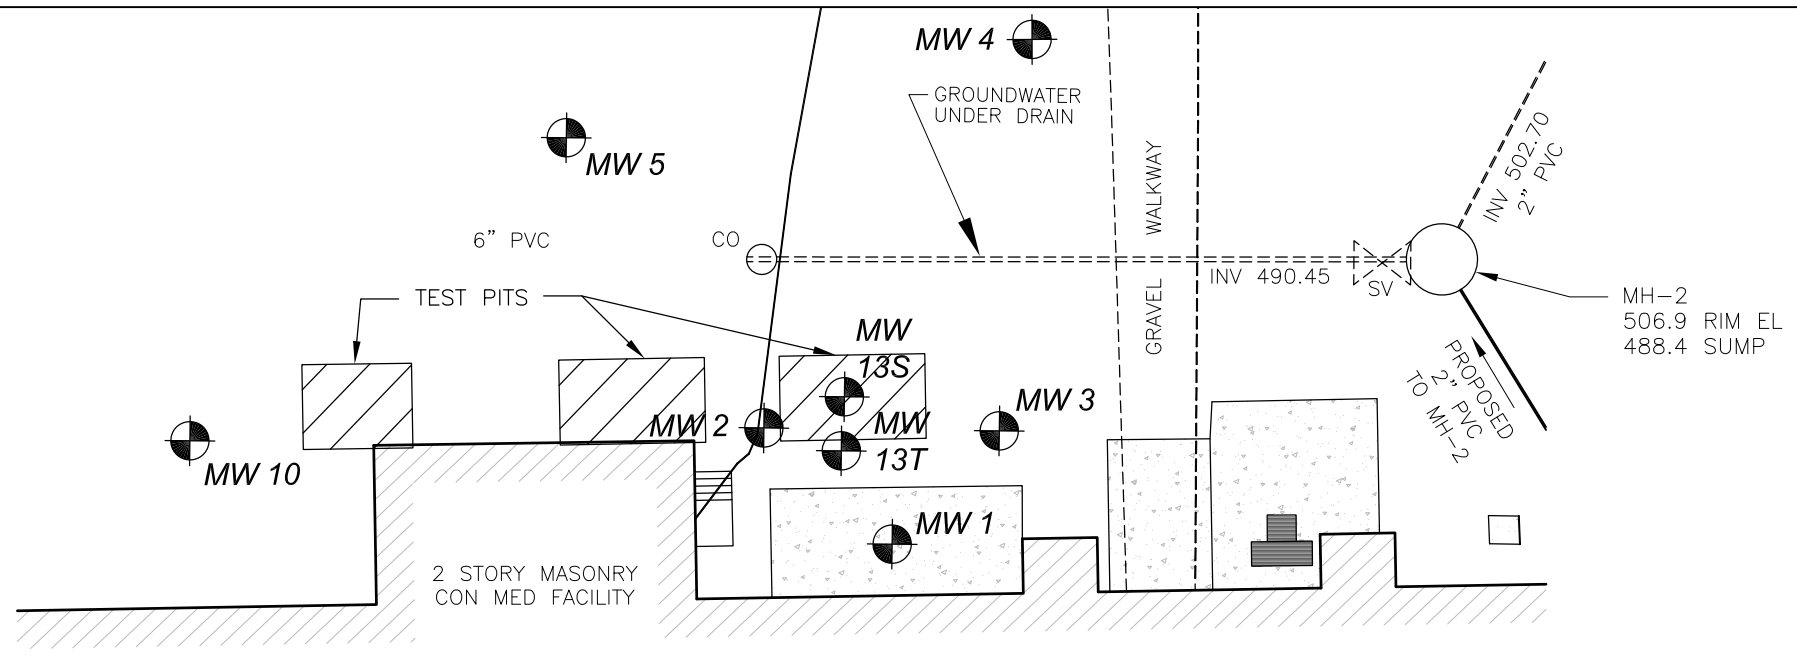 MW 4
GROUNDWATER
UNDER DRAIN
MW 5
GRAVEL WALKWAY
INV 502.70
2” PVC
6” PVC
CO
INV 490.45
SV
TEST PITS
MH-2
506.9 RIM EL
488.4 SUMP
PROPOSED
2” PVC
TO MH-2
MW
13S
MW 2
MW 3
MW
13T
MW 10
MW 1
2 STORY MASONRY
CON MED FACILITY